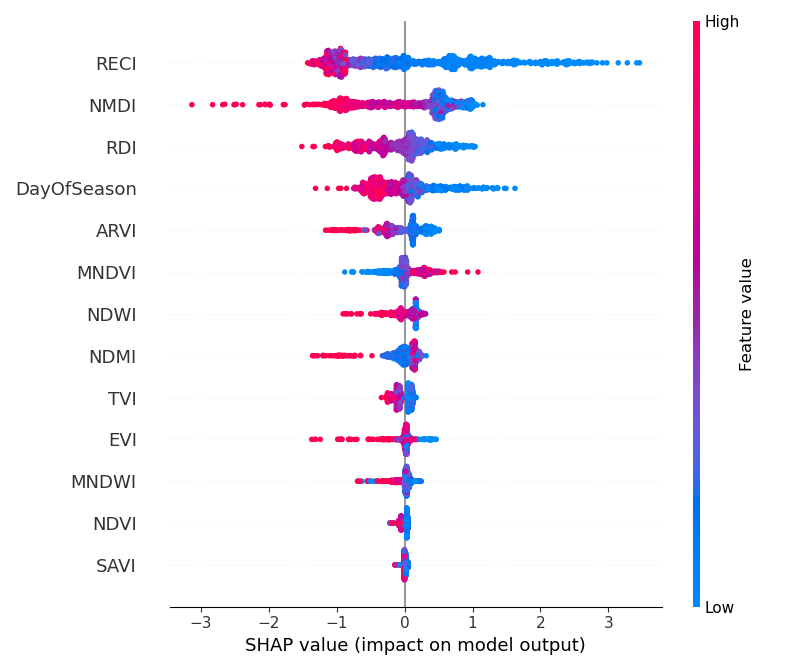 High
RECI
NMDI
RDI
DayOfSeason
ARVI
MNDVI
NDWI
NDMI
TVI
EVI
MNDWI
NDVI
SAVI
Feature value
Low
−3 −2 −1 0 1 2 3
SHAP value (impact on model output)